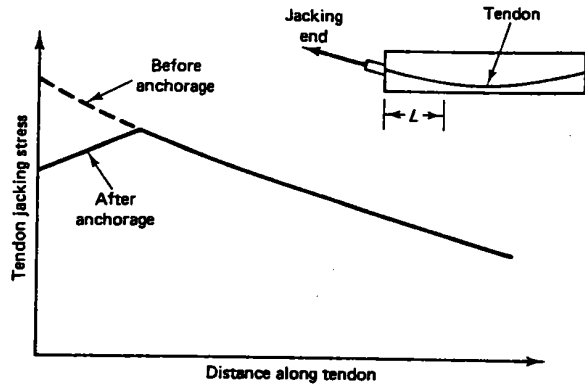 Jacking
end
Tendon
L
Before
anchorage
After
anchorage
Tendon jacking stress
Distance along tendon